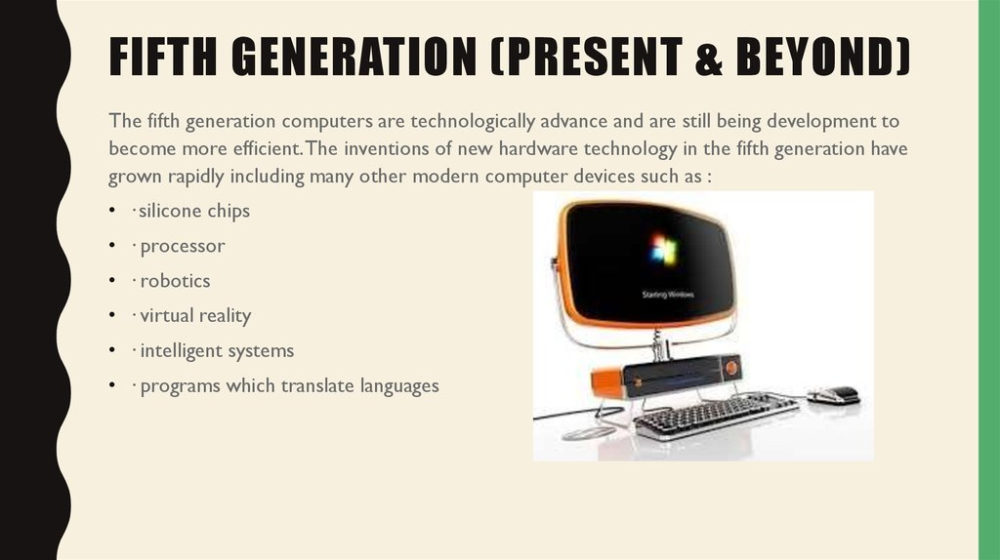 FIFTH GENERATION (PRESENT & BEYOND)
The fifth generation computers are technologically advance and are still being development to
become more efficient. The inventions of new hardware technology in the fifth generation have
grown rapidly including many other modern computer devices such as :
• · silicone chips
• · processor
• · robotics
• · virtual reality
• · intelligent systems
• · programs which translate languages
Starting Windows